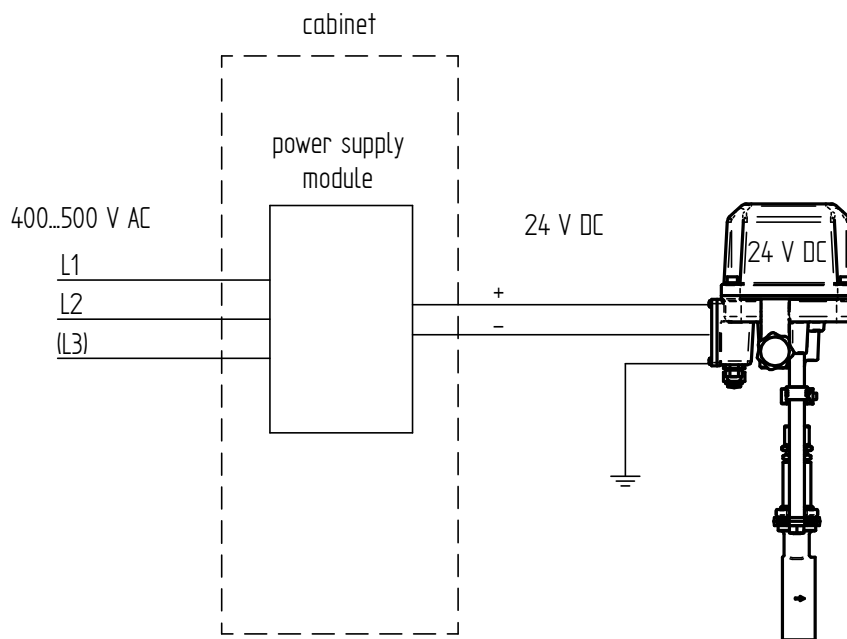 cabinet
power supply
module
400...500 V AC
24 V DC
24 V DC
L1
L2
(L3)
+
−